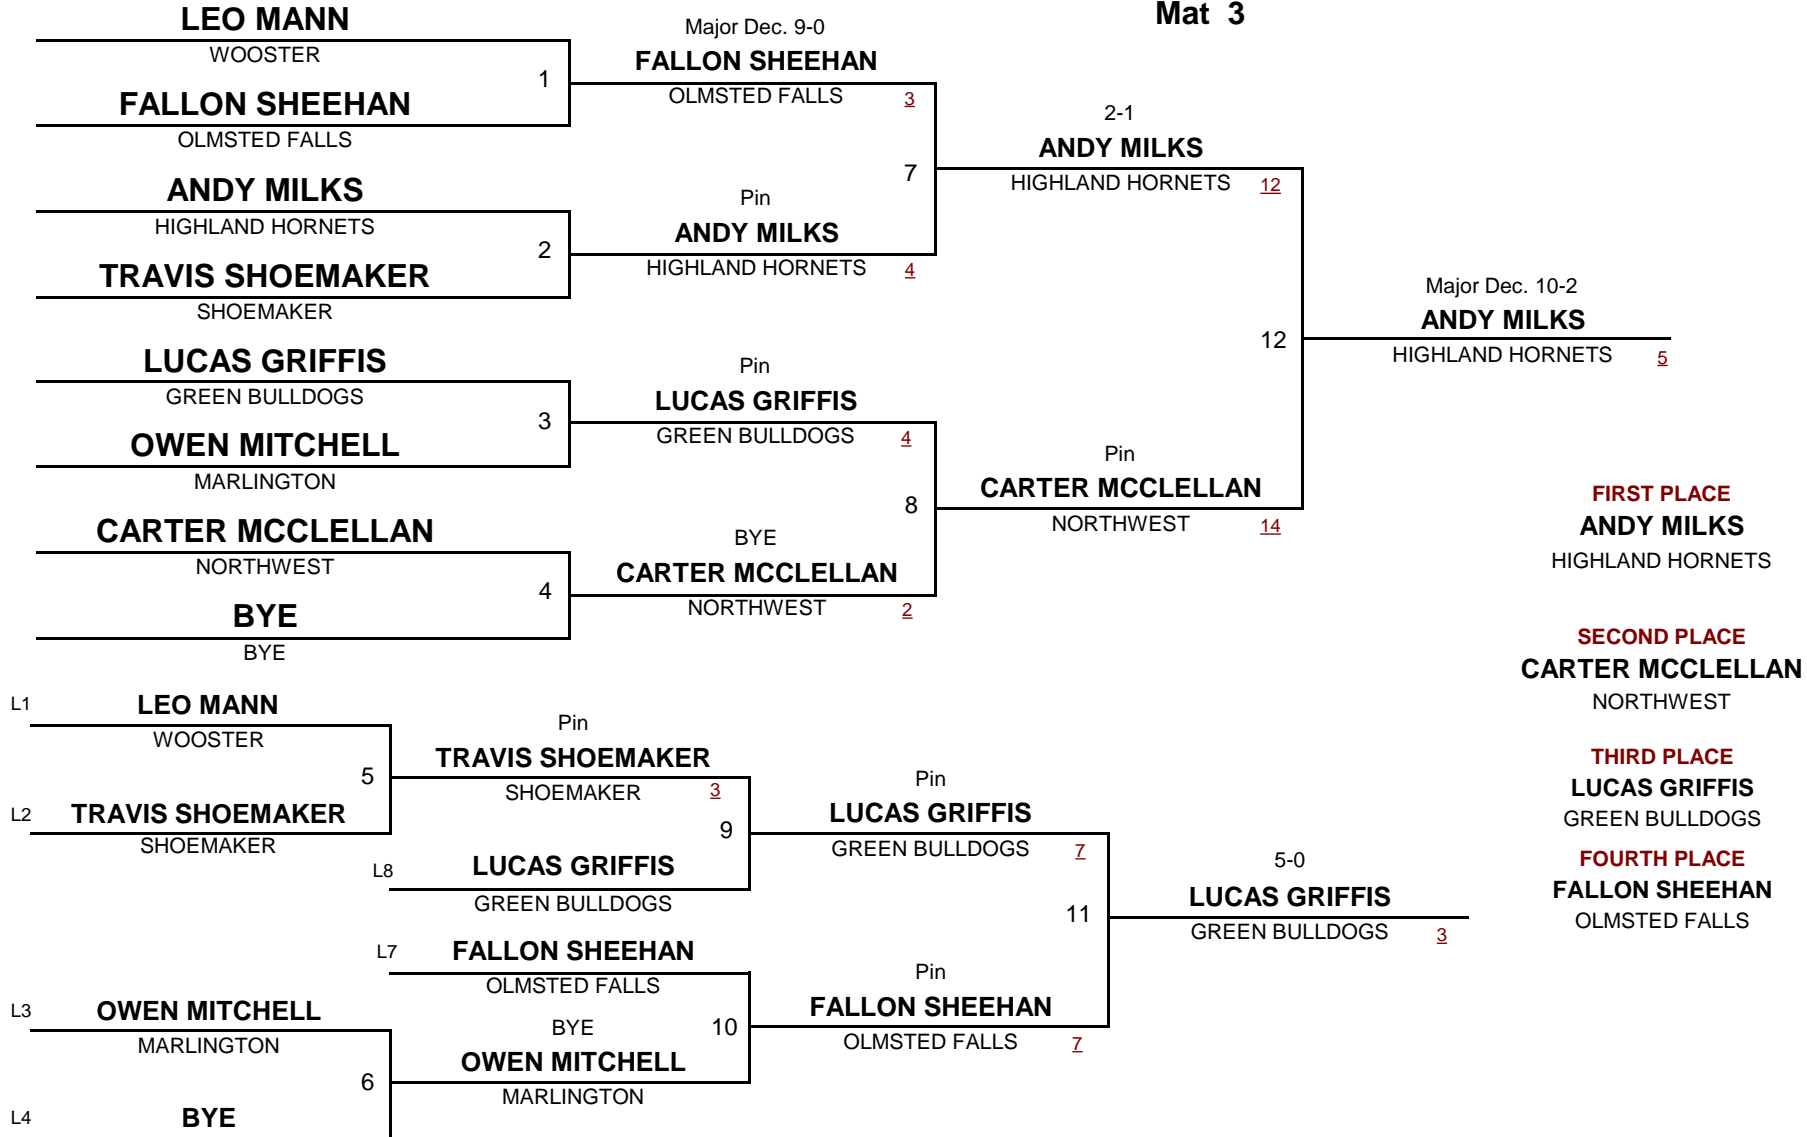 Mat 3
LEO MANN
WOOSTER
1
FALLON SHEEHAN
OLMSTED FALLS
Major Dec. 9-0
FALLON SHEEHAN
OLMSTED FALLS 3
ANDY MILKS
HIGHLAND HORNETS
2
TRAVIS SHOEMAKER
SHOEMAKER
Pin
ANDY MILKS
HIGHLAND HORNETS 4
7
2-1
ANDY MILKS
HIGHLAND HORNETS 12
LUCAS GRIFFIS
GREEN BULLDOGS
3
OWEN MITCHELL
MARLINGTON
Pin
LUCAS GRIFFIS
GREEN BULLDOGS 4
CARTER MCCLELLAN
NORTHWEST
4
BYE
BYE
BYE
CARTER MCCLELLAN
NORTHWEST 2
8
Pin
CARTER MCCLELLAN
NORTHWEST 14
12
Major Dec. 10-2
ANDY MILKS
HIGHLAND HORNETS 5
FIRST PLACE
ANDY MILKS
HIGHLAND HORNETS
SECOND PLACE
CARTER MCCLELLAN
NORTHWEST
THIRD PLACE
LUCAS GRIFFIS
GREEN BULLDOGS
FOURTH PLACE
FALLON SHEEHAN
OLMSTED FALLS
L1 LEO MANN
WOOSTER
5
L2 TRAVIS SHOEMAKER
SHOEMAKER
Pin
TRAVIS SHOEMAKER
SHOEMAKER 3
9
L8 LUCAS GRIFFIS
GREEN BULLDOGS
Pin
LUCAS GRIFFIS
GREEN BULLDOGS 7
L7 FALLON SHEEHAN
OLMSTED FALLS
L3 OWEN MITCHELL
MARLINGTON
6
L4 BYE
BYE
10
OWEN MITCHELL
MARLINGTON
Pin
FALLON SHEEHAN
OLMSTED FALLS 7
11
5-0
LUCAS GRIFFIS
GREEN BULLDOGS 3